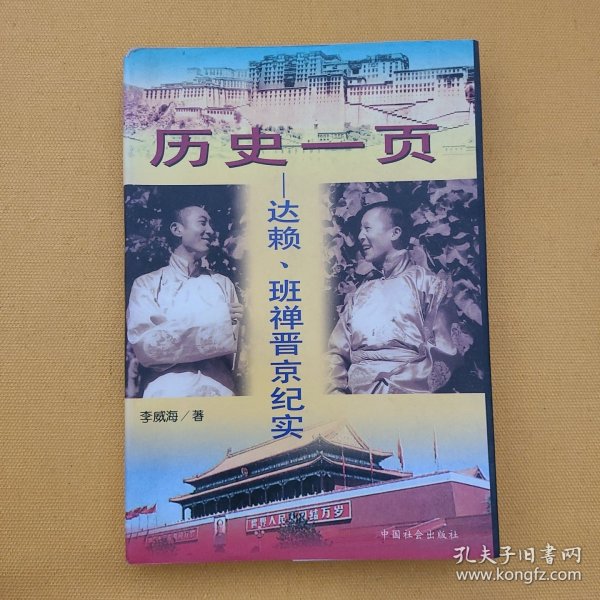 历史一页
—达赖、班禅晋京纪实
李威海/著
世界人民大团结万岁
中国社会出版社
孔夫子旧书网
www.kongfz.com